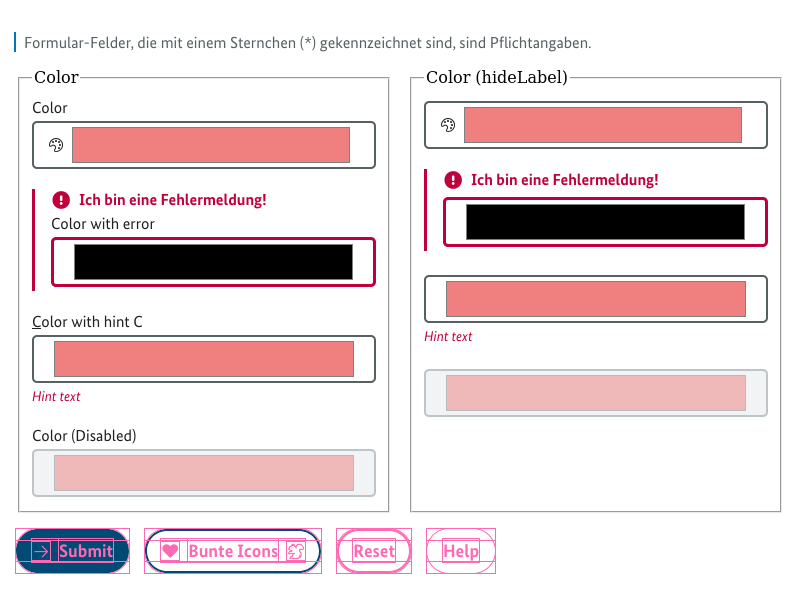 Formular-Felder, die mit einem Sternchen (*) gekennzeichnet sind, sind Pflichtangaben.
Color
Color
Ich bin eine Fehlermeldung!
Color with error
Color with hint C
Hint text
Color (Disabled)
Color (hideLabel)
Ich bin eine Fehlermeldung!
Hint text
Submit
Bunte Icons
Reset
Help